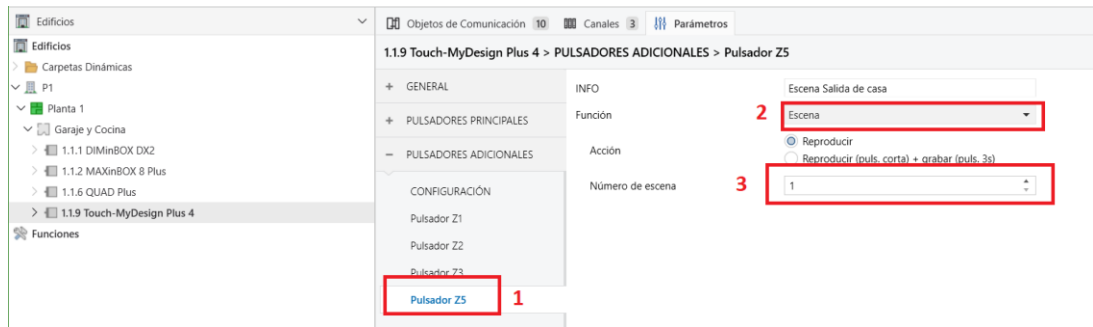 Edificios
Edificios
Carpetas Dinámicas
P1
Planta 1
Garaje y Cocina
1.1.1 DIMinBOX DX2
1.1.2 MAXinBOX 8 Plus
1.1.6 QUAD Plus
1.1.9 Touch-MyDesign Plus 4
Funciones
Objetos de Comunicación 10 Canales 3 Parámetros
1.1.9 Touch-MyDesign Plus 4 > PULSADORES ADICIONALES > Pulsador Z5
+ GENERAL
+ PULSADORES PRINCIPALES
− PULSADORES ADICIONALES
CONFIGURACIÓN
Pulsador Z1
Pulsador Z2
Pulsador Z3
Pulsador Z5 1
INFO Escena Salida de casa
Función 2 Escena
Acción Reproducir
Reproducir (puls. corta) + grabar (puls. 3s)
Número de escena 3 1